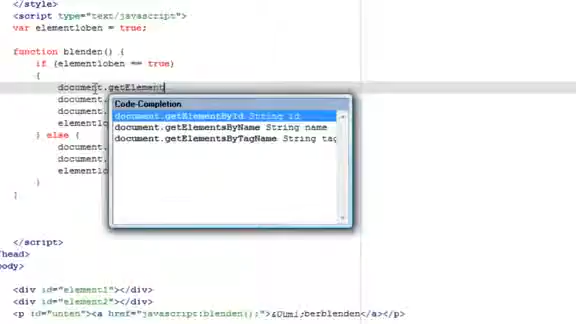 </style>
<script type="text/javascript">
var elementloben = true;
function blenden() {
if (elementloben == true)
{
document.getElement
document.
document.
elementlo
} else {
document.
document.
elementlo
}
}
Code-Completion
document.getElementById String id
document.getElementsByName String name
document.getElementsByTagName String tag
</script>
/head>
body>
<div id="element1"></div>
<div id="element2"></div>
<p id="unten"><a href="javascript:blenden();">&Uuml;berblenden</a></p>